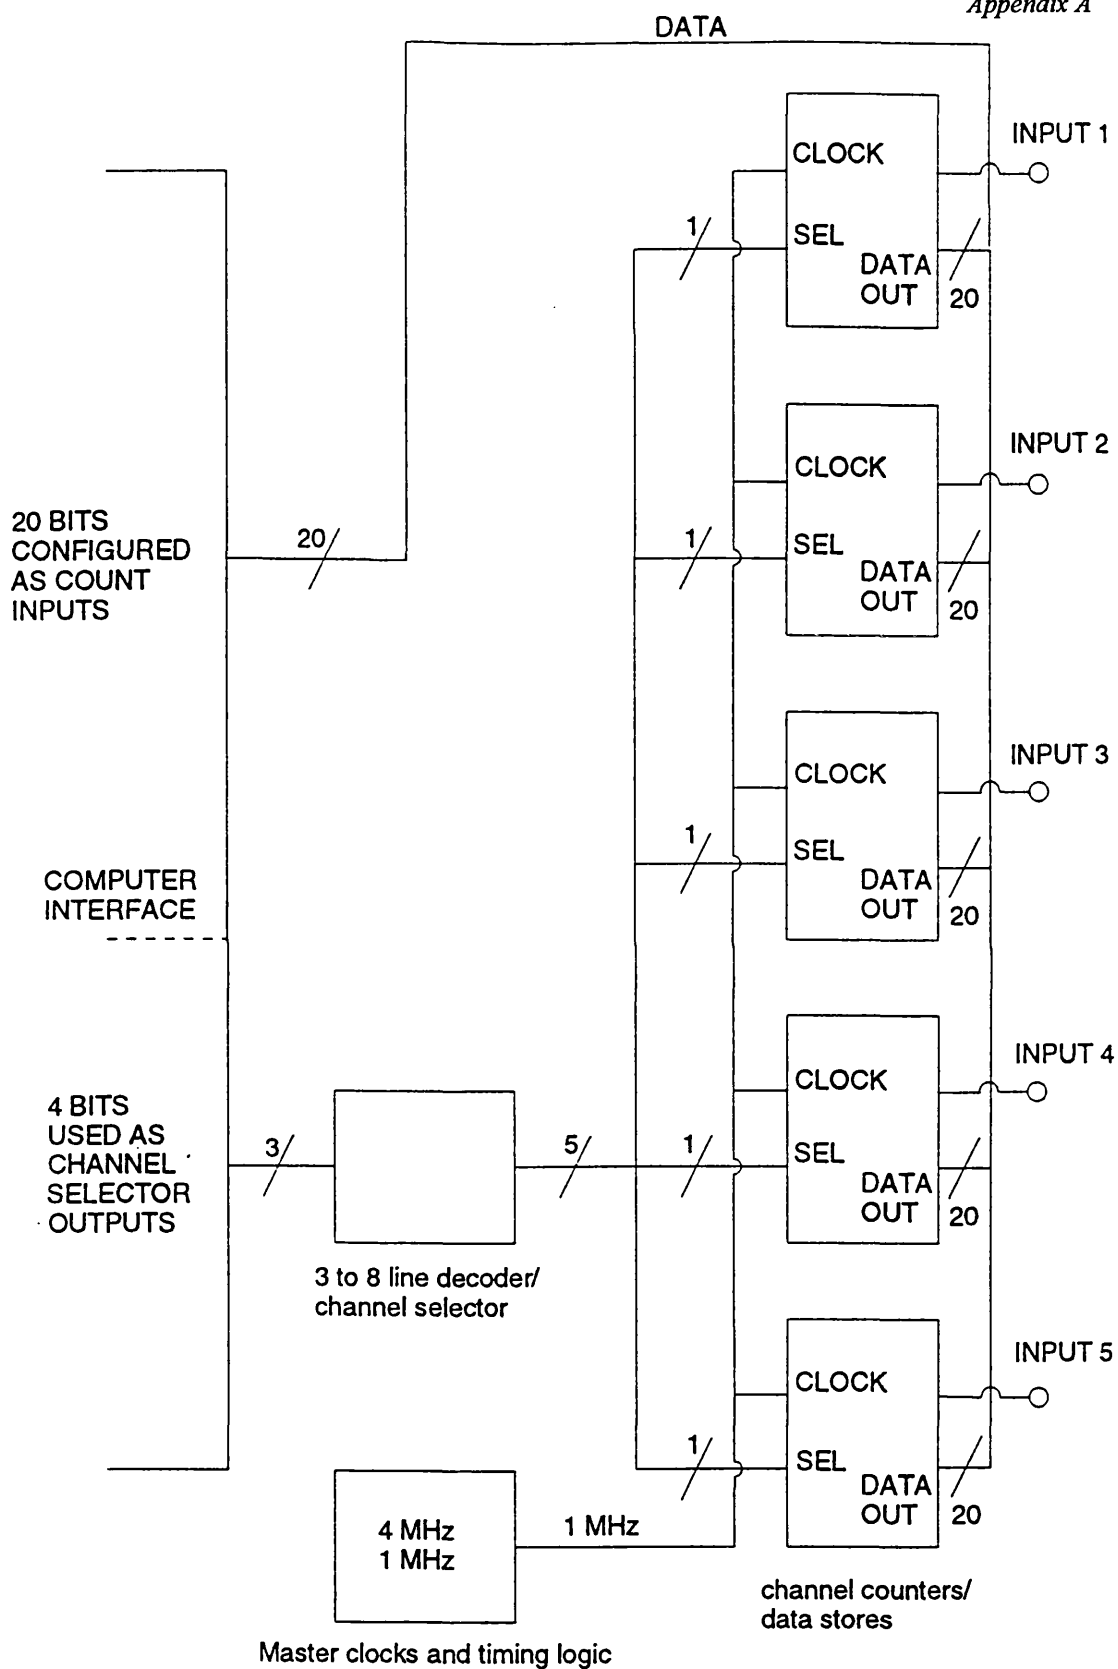 Appendix A
DATA
INPUT 1
CLOCK
1
SEL
DATA
OUT
20
INPUT 2
CLOCK
1
SEL
DATA
OUT
20
20 BITS
CONFIGURED
AS COUNT
INPUTS
20
INPUT 3
CLOCK
1
SEL
DATA
OUT
20
COMPUTER
INTERFACE
INPUT 4
CLOCK
4 BITS
USED AS
CHANNEL
SELECTOR
OUTPUTS
3
5
1
SEL
DATA
OUT
20
3 to 8 line decoder/
channel selector
INPUT 5
CLOCK
1
SEL
DATA
OUT
20
4 MHz
1 MHz
1 MHz
channel counters/
data stores
Master clocks and timing logic